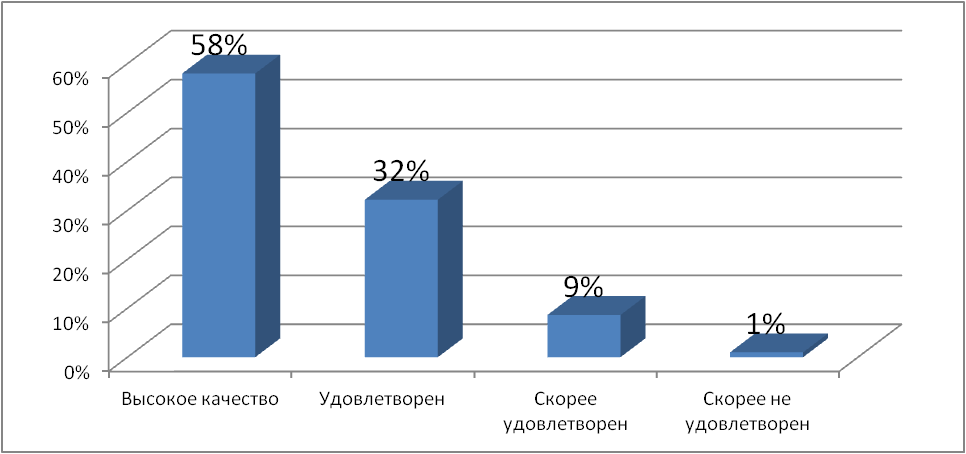 58%
60%
50%
32%
40%
30%
20%
9%
10%
1%
0%
Высокое качество
Удовлетворен
Скорее
удовлетворен
Скорее не
удовлетворен